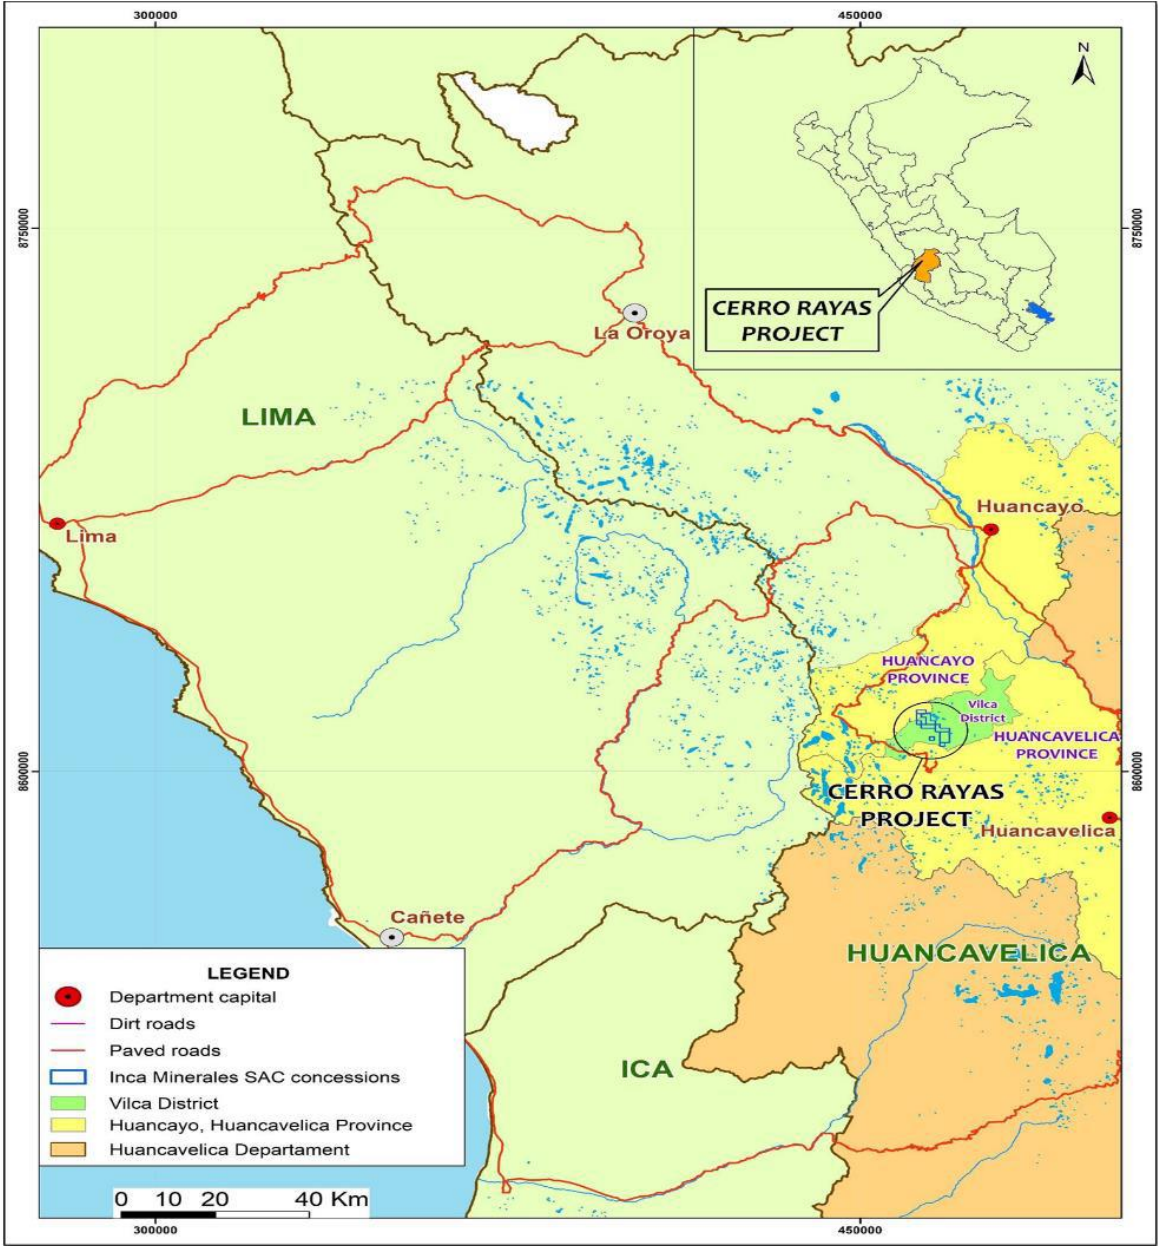 300000
450000
N
8750000
8750000
CERRO RAYAS
PROJECT
La Oroya
LIMA
Huancayo
Lima
HUANCAYO
PROVINCE
Vilca
District
HUANCAVELICA
PROVINCE
8600000
8600000
CERRO RAYAS
PROJECT
Huancavelica
Cañete
HUANCAVELICA
ICA
LEGEND
Department capital
Dirt roads
Paved roads
Inca Minerales SAC concessions
Vilca District
Huancayo, Huancavelica Province
Huancavelica Departament
0 10 20 40 Km
300000
450000